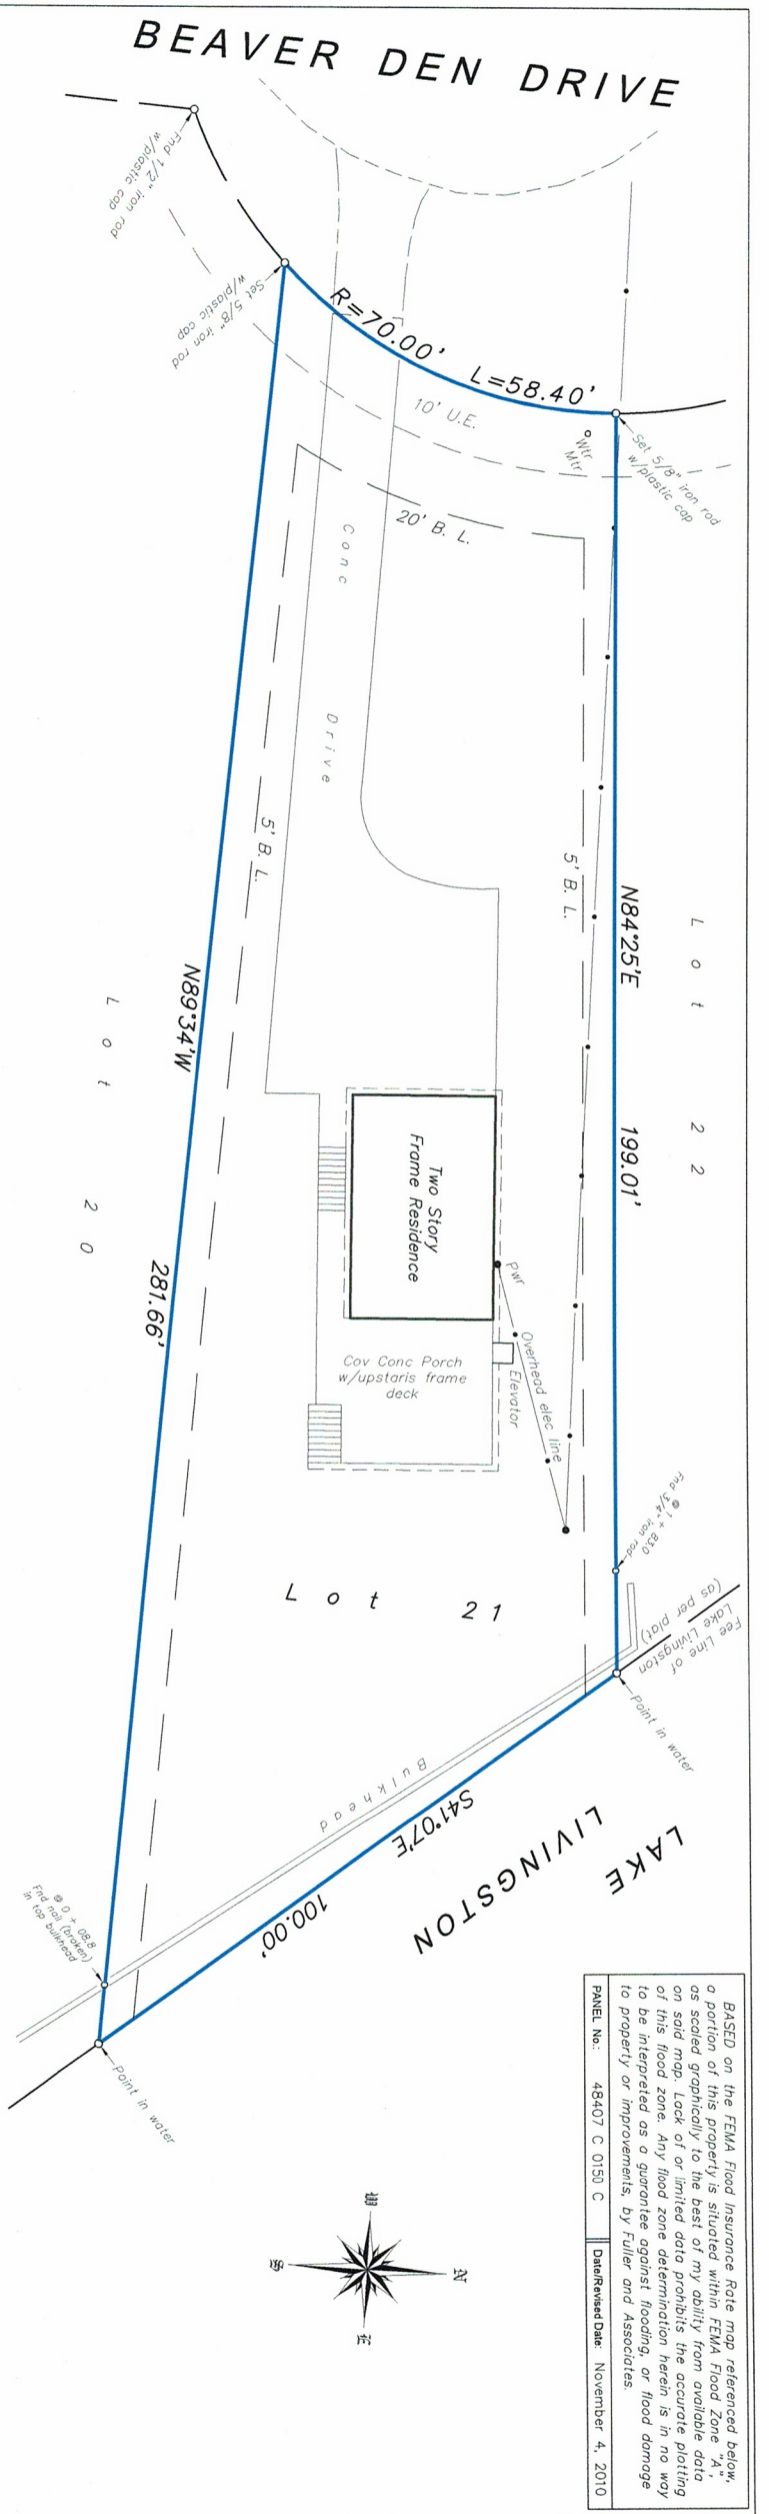 BEAVER DEN DRIVE
Fnd 1/2" iron rod
w/plastic cap
Set 5/8" iron rod
w/plastic cap
R=70.00' L=58.40'
10' U.E.
Wtr
Mtr
Set 5/8" iron rod
w/plastic cap
20' B. L.
Conc Drive
5' B. L.
5' B. L.
N84°25'E 199.01'
Lot 22
N89°34'W 281.66'
Lot 20
Two Story
Frame Residence
Pwr
Overhead elec line
Elevator
Cov Conc Porch
w/upstaris frame
deck
Lot 21
@ 1 + 83.0
Fnd 3/4" iron rod
Fee Line of
Lake Livingston
(as per plat)
Point in water
Bulkhead
S41°07'E 100.00'
LAKE
LIVINGSTON
@ 0 + 08.8
Fnd nail (broken)
in top bulkhead
Point in water
N
E
S
W
BASED on the FEMA Flood Insurance Rate map referenced below,
a portion of this property is situated within FEMA Flood Zone "A",
as scaled graphically to the best of my ability from available data
on said map. Lack of or limited data prohibits the accurate plotting
of this flood zone. Any flood zone determination herein is in no way
to be interpreted as a guarantee against flooding, or flood damage
to property or improvements, by Fuller and Associates.
PANEL No.: 48407 C 0150 C Date/Revised Date: November 4, 2010